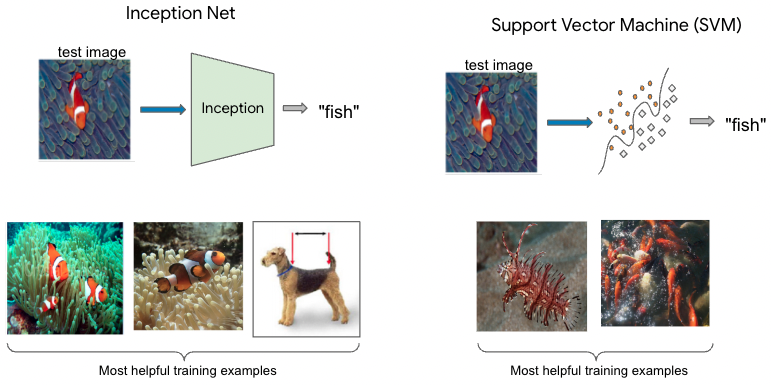 Inception Net
test image
Inception
"fish"
Most helpful training examples
Support Vector Machine (SVM)
test image
"fish"
Most helpful training examples